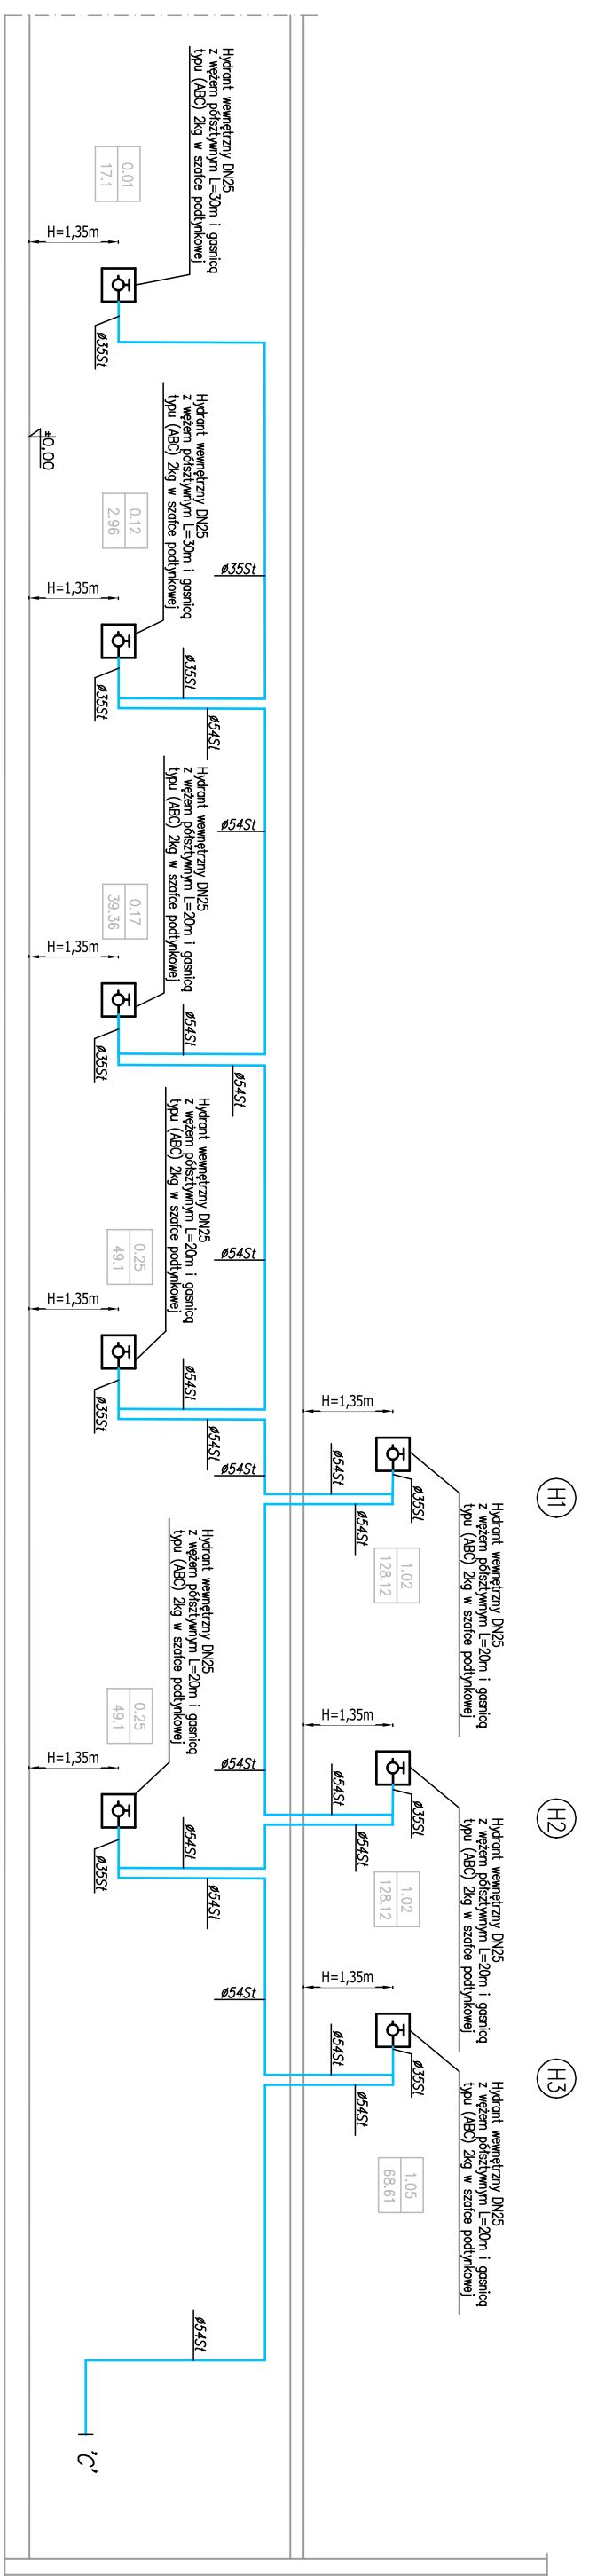 Hydrant wewnętrzny DN25
z wężem półsztywnym L=30m i gaśnicą
typu (ABC) 2kg w szafce podtynkowej
0.01
17.1
H=1,35m
ø35St
±0,00
Hydrant wewnętrzny DN25
z wężem półsztywnym L=30m i gaśnicą
typu (ABC) 2kg w szafce podtynkowej
0.12
2.96
H=1,35m
ø35St
ø35St
ø35St
ø54St
ø54St
Hydrant wewnętrzny DN25
z wężem półsztywnym L=20m i gaśnicą
typu (ABC) 2kg w szafce podtynkowej
0.17
39.36
H=1,35m
ø54St
ø35St
ø54St
ø54St
Hydrant wewnętrzny DN25
z wężem półsztywnym L=20m i gaśnicą
typu (ABC) 2kg w szafce podtynkowej
0.25
49.1
H=1,35m
ø54St
ø35St
ø54St
ø54St
H1
H=1,35m
Hydrant wewnętrzny DN25
z wężem półsztywnym L=20m i gaśnicą
typu (ABC) 2kg w szafce podtynkowej
ø54St
ø35St
ø54St
1.02
128.12
Hydrant wewnętrzny DN25
z wężem półsztywnym L=20m i gaśnicą
typu (ABC) 2kg w szafce podtynkowej
0.25
49.1
H=1,35m
ø54St
ø54St
ø35St
ø54St
H2
H=1,35m
Hydrant wewnętrzny DN25
z wężem półsztywnym L=20m i gaśnicą
typu (ABC) 2kg w szafce podtynkowej
ø54St
ø35St
ø54St
1.02
128.12
ø54St
H3
H=1,35m
Hydrant wewnętrzny DN25
z wężem półsztywnym L=20m i gaśnicą
typu (ABC) 2kg w szafce podtynkowej
ø54St
ø35St
ø54St
1.05
68.61
ø54St
'C'